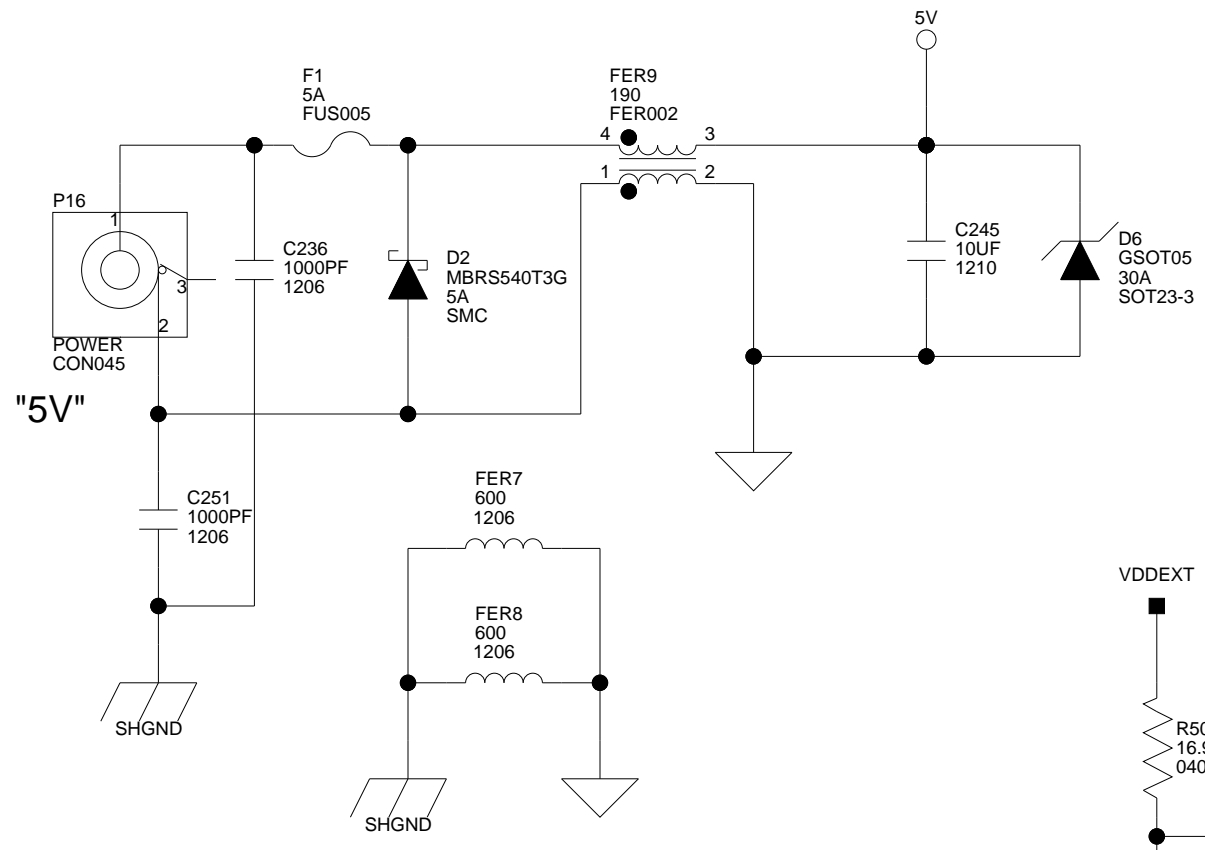 5V
F1
5A
FUS005
FER9
190
FER002
4
3
1
2
P16
1
3
2
POWER
CON045
"5V"
C236
1000PF
1206
D2
MBRS540T3G
5A
SMC
C245
10UF
1210
D6
GSOT05
30A
SOT23-3
C251
1000PF
1206
SHGND
FER7
600
1206
FER8
600
1206
SHGND
VDDEXT